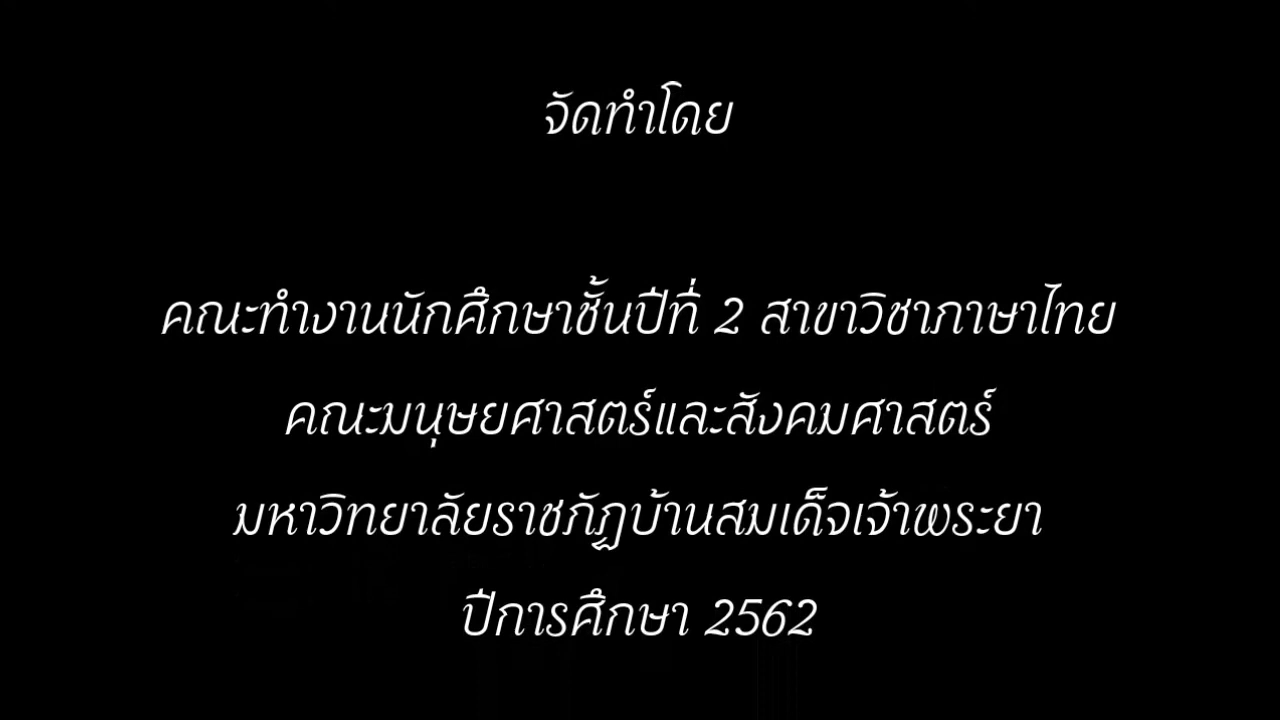 จัดทำโดย
คณะทำงานนักศึกษาชั้นปีที่ 2 สาขาวิชาภาษาไทย
คณะมนุษยศาสตร์และสังคมศาสตร์
มหาวิทยาลัยราชภัฏบ้านสมเด็จเจ้าพระยา
ปีการศึกษา 2562